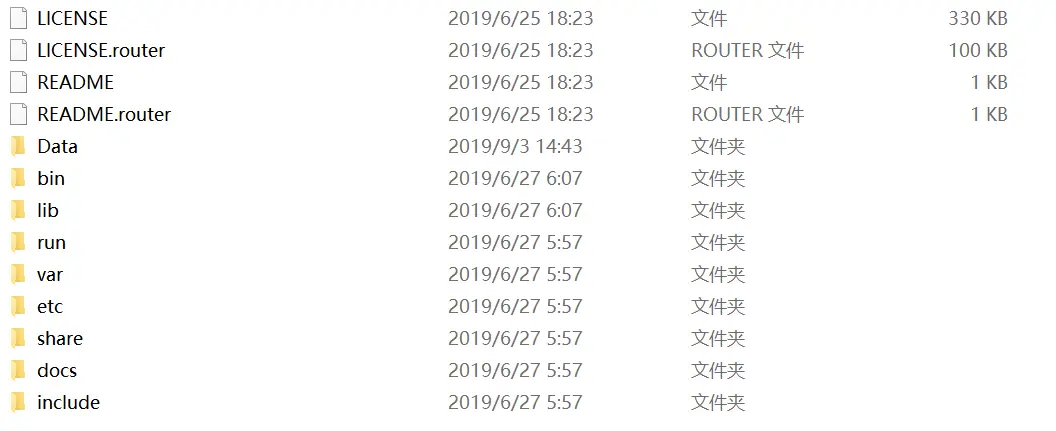 LICENSE 2019/6/25 18:23 文件 330 KB
LICENSE.router 2019/6/25 18:23 ROUTER 文件 100 KB
README 2019/6/25 18:23 文件 1 KB
README.router 2019/6/25 18:23 ROUTER 文件 1 KB
Data 2019/9/3 14:43 文件夹
bin 2019/6/27 6:07 文件夹
lib 2019/6/27 6:07 文件夹
run 2019/6/27 5:57 文件夹
var 2019/6/27 5:57 文件夹
etc 2019/6/27 5:57 文件夹
share 2019/6/27 5:57 文件夹
docs 2019/6/27 5:57 文件夹
include 2019/6/27 5:57 文件夹